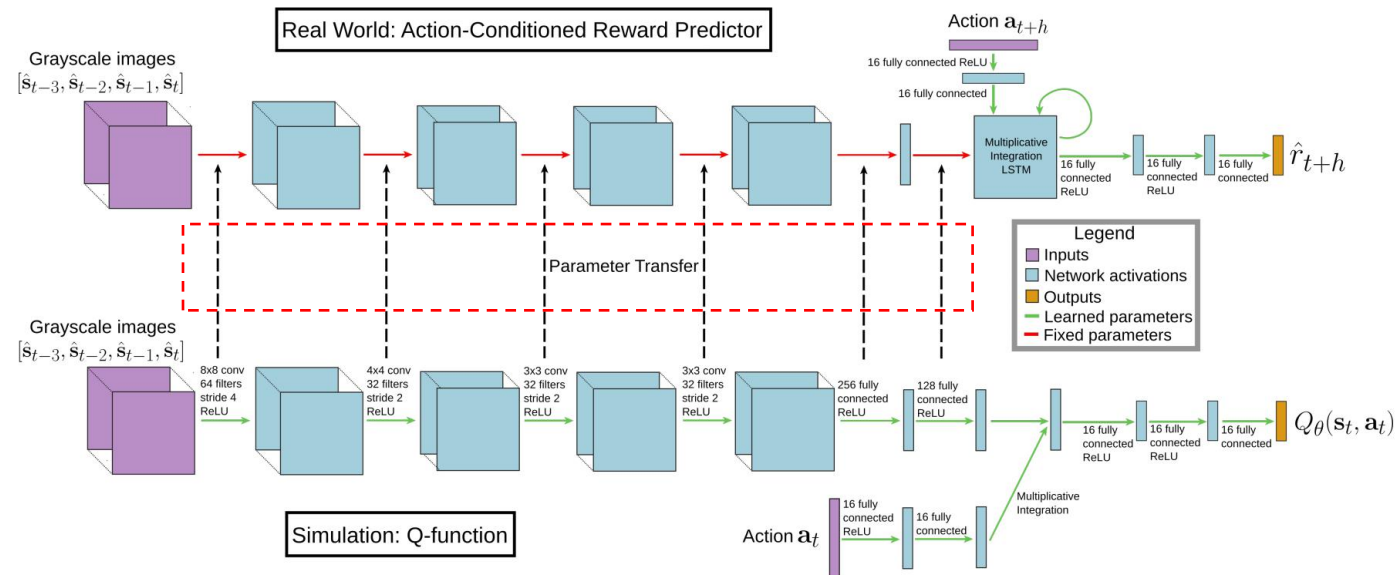 Real World: Action-Conditioned Reward Predictor
Action a_{t+h}
Grayscale images
[ŝ_{t−3}, ŝ_{t−2}, ŝ_{t−1}, ŝ_t]
16 fully connected ReLU
16 fully connected
Multiplicative
Integration
LSTM
16 fully
connected
ReLU
16 fully
connected
ReLU
16 fully
connected
r̂_{t+h}
Parameter Transfer
Legend
Inputs
Network activations
Outputs
Learned parameters
Fixed parameters
Grayscale images
[ŝ_{t−3}, ŝ_{t−2}, ŝ_{t−1}, ŝ_t]
8x8 conv
64 filters
stride 4
ReLU
4x4 conv
32 filters
stride 2
ReLU
3x3 conv
32 filters
stride 2
ReLU
3x3 conv
32 filters
stride 2
ReLU
256 fully
connected
ReLU
128 fully
connected
ReLU
16 fully
connected
ReLU
16 fully
connected
ReLU
16 fully
connected
Q_θ(s_t, a_t)
Multiplicative
Integration
Action a_t
16 fully
connected
ReLU
16 fully
connected
Simulation: Q-function